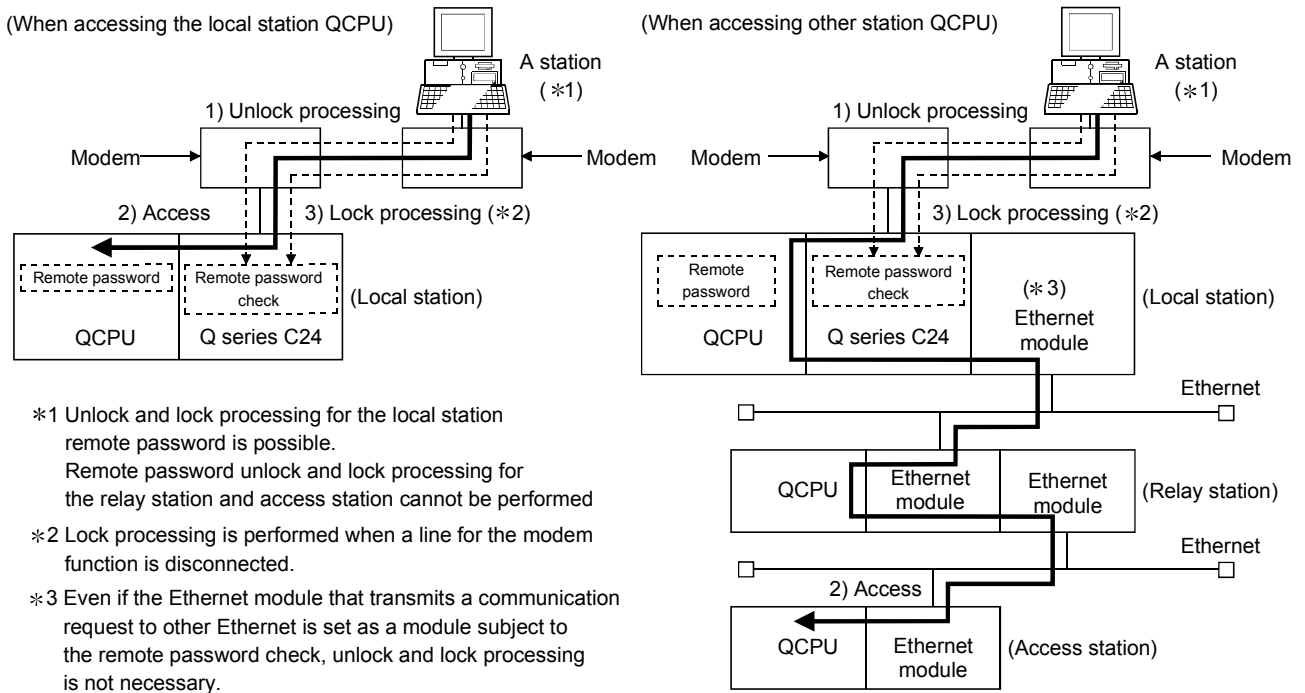 (When accessing the local station QCPU)
A station
(*1)
1) Unlock processing
Modem
Modem
2) Access
3) Lock processing (*2)
Remote password
Remote password
check
(Local station)
QCPU
Q series C24
*1 Unlock and lock processing for the local station
remote password is possible.
Remote password unlock and lock processing for
the relay station and access station cannot be performed
*2 Lock processing is performed when a line for the modem
function is disconnected.
*3 Even if the Ethernet module that transmits a communication
request to other Ethernet is set as a module subject to
the remote password check, unlock and lock processing
is not necessary.
(When accessing other station QCPU)
A station
(*1)
1) Unlock processing
Modem
Modem
3) Lock processing (*2)
Remote
password
Remote password
check
(*3)
Ethernet
module
(Local station)
QCPU
Q series C24
Ethernet
QCPU
Ethernet
module
Ethernet
module
(Relay station)
Ethernet
2) Access
QCPU
Ethernet
module
(Access station)